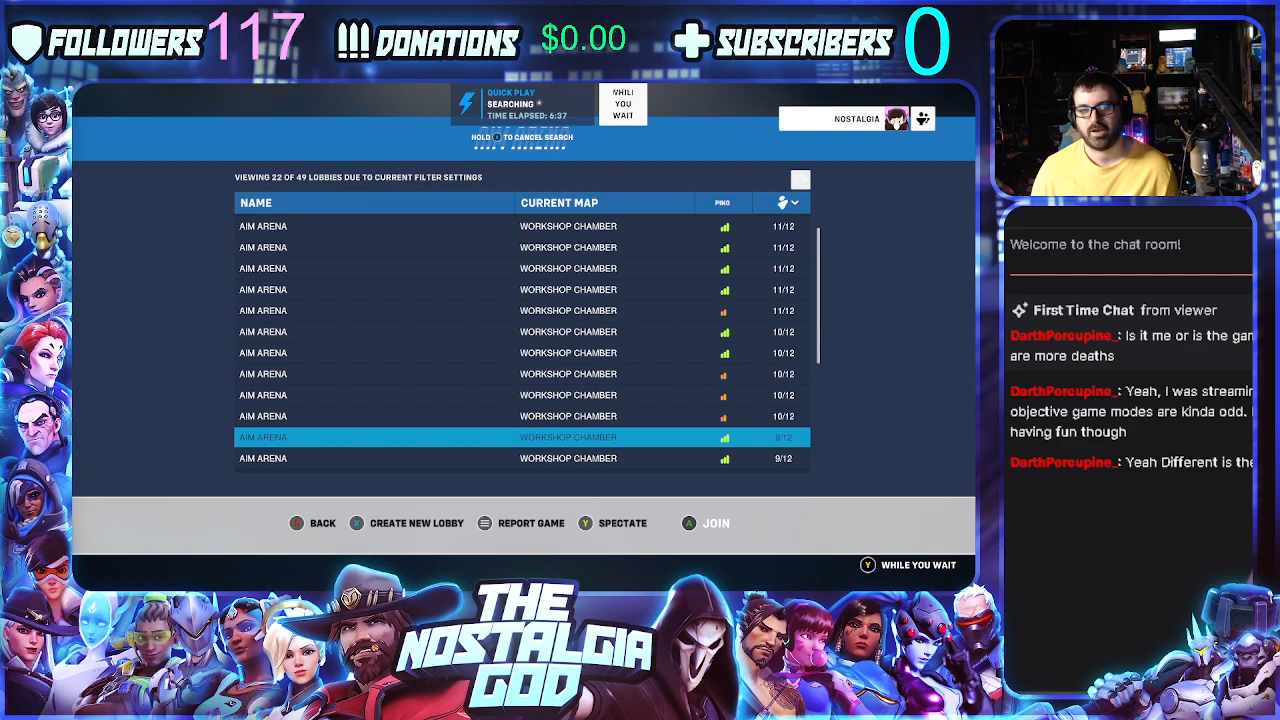 FOLLOWERS 117
DONATIONS $0.00
SUBSCRIBERS 0
QUICK PLAY
SEARCHING
TIME ELAPSED: 6:37
WHILE
YOU
WAIT
HOLD TO CANCEL SEARCH
AIM ARENA
NOSTALGIA
VIEWING 22 OF 49 LOBBIES DUE TO CURRENT FILTER SETTINGS
NAME CURRENT MAP PING
AIM ARENA WORKSHOP CHAMBER 11/12
AIM ARENA WORKSHOP CHAMBER 11/12
AIM ARENA WORKSHOP CHAMBER 11/12
AIM ARENA WORKSHOP CHAMBER 11/12
AIM ARENA WORKSHOP CHAMBER 11/12
AIM ARENA WORKSHOP CHAMBER 10/12
AIM ARENA WORKSHOP CHAMBER 10/12
AIM ARENA WORKSHOP CHAMBER 10/12
AIM ARENA WORKSHOP CHAMBER 10/12
AIM ARENA WORKSHOP CHAMBER 10/12
AIM ARENA WORKSHOP CHAMBER 9/12
AIM ARENA WORKSHOP CHAMBER 9/12
BACK X CREATE NEW LOBBY REPORT GAME Y SPECTATE A JOIN
Y WHILE YOU WAIT
THE
NOSTALGIA
GOD
Welcome to the chat room!
First Time Chat from viewer
DarthPorcupine_: Is it me or is the gam
are more deaths
DarthPorcupine_: Yeah, I was streamin
objective game modes are kinda odd.
having fun though
DarthPorcupine_: Yeah Different is the